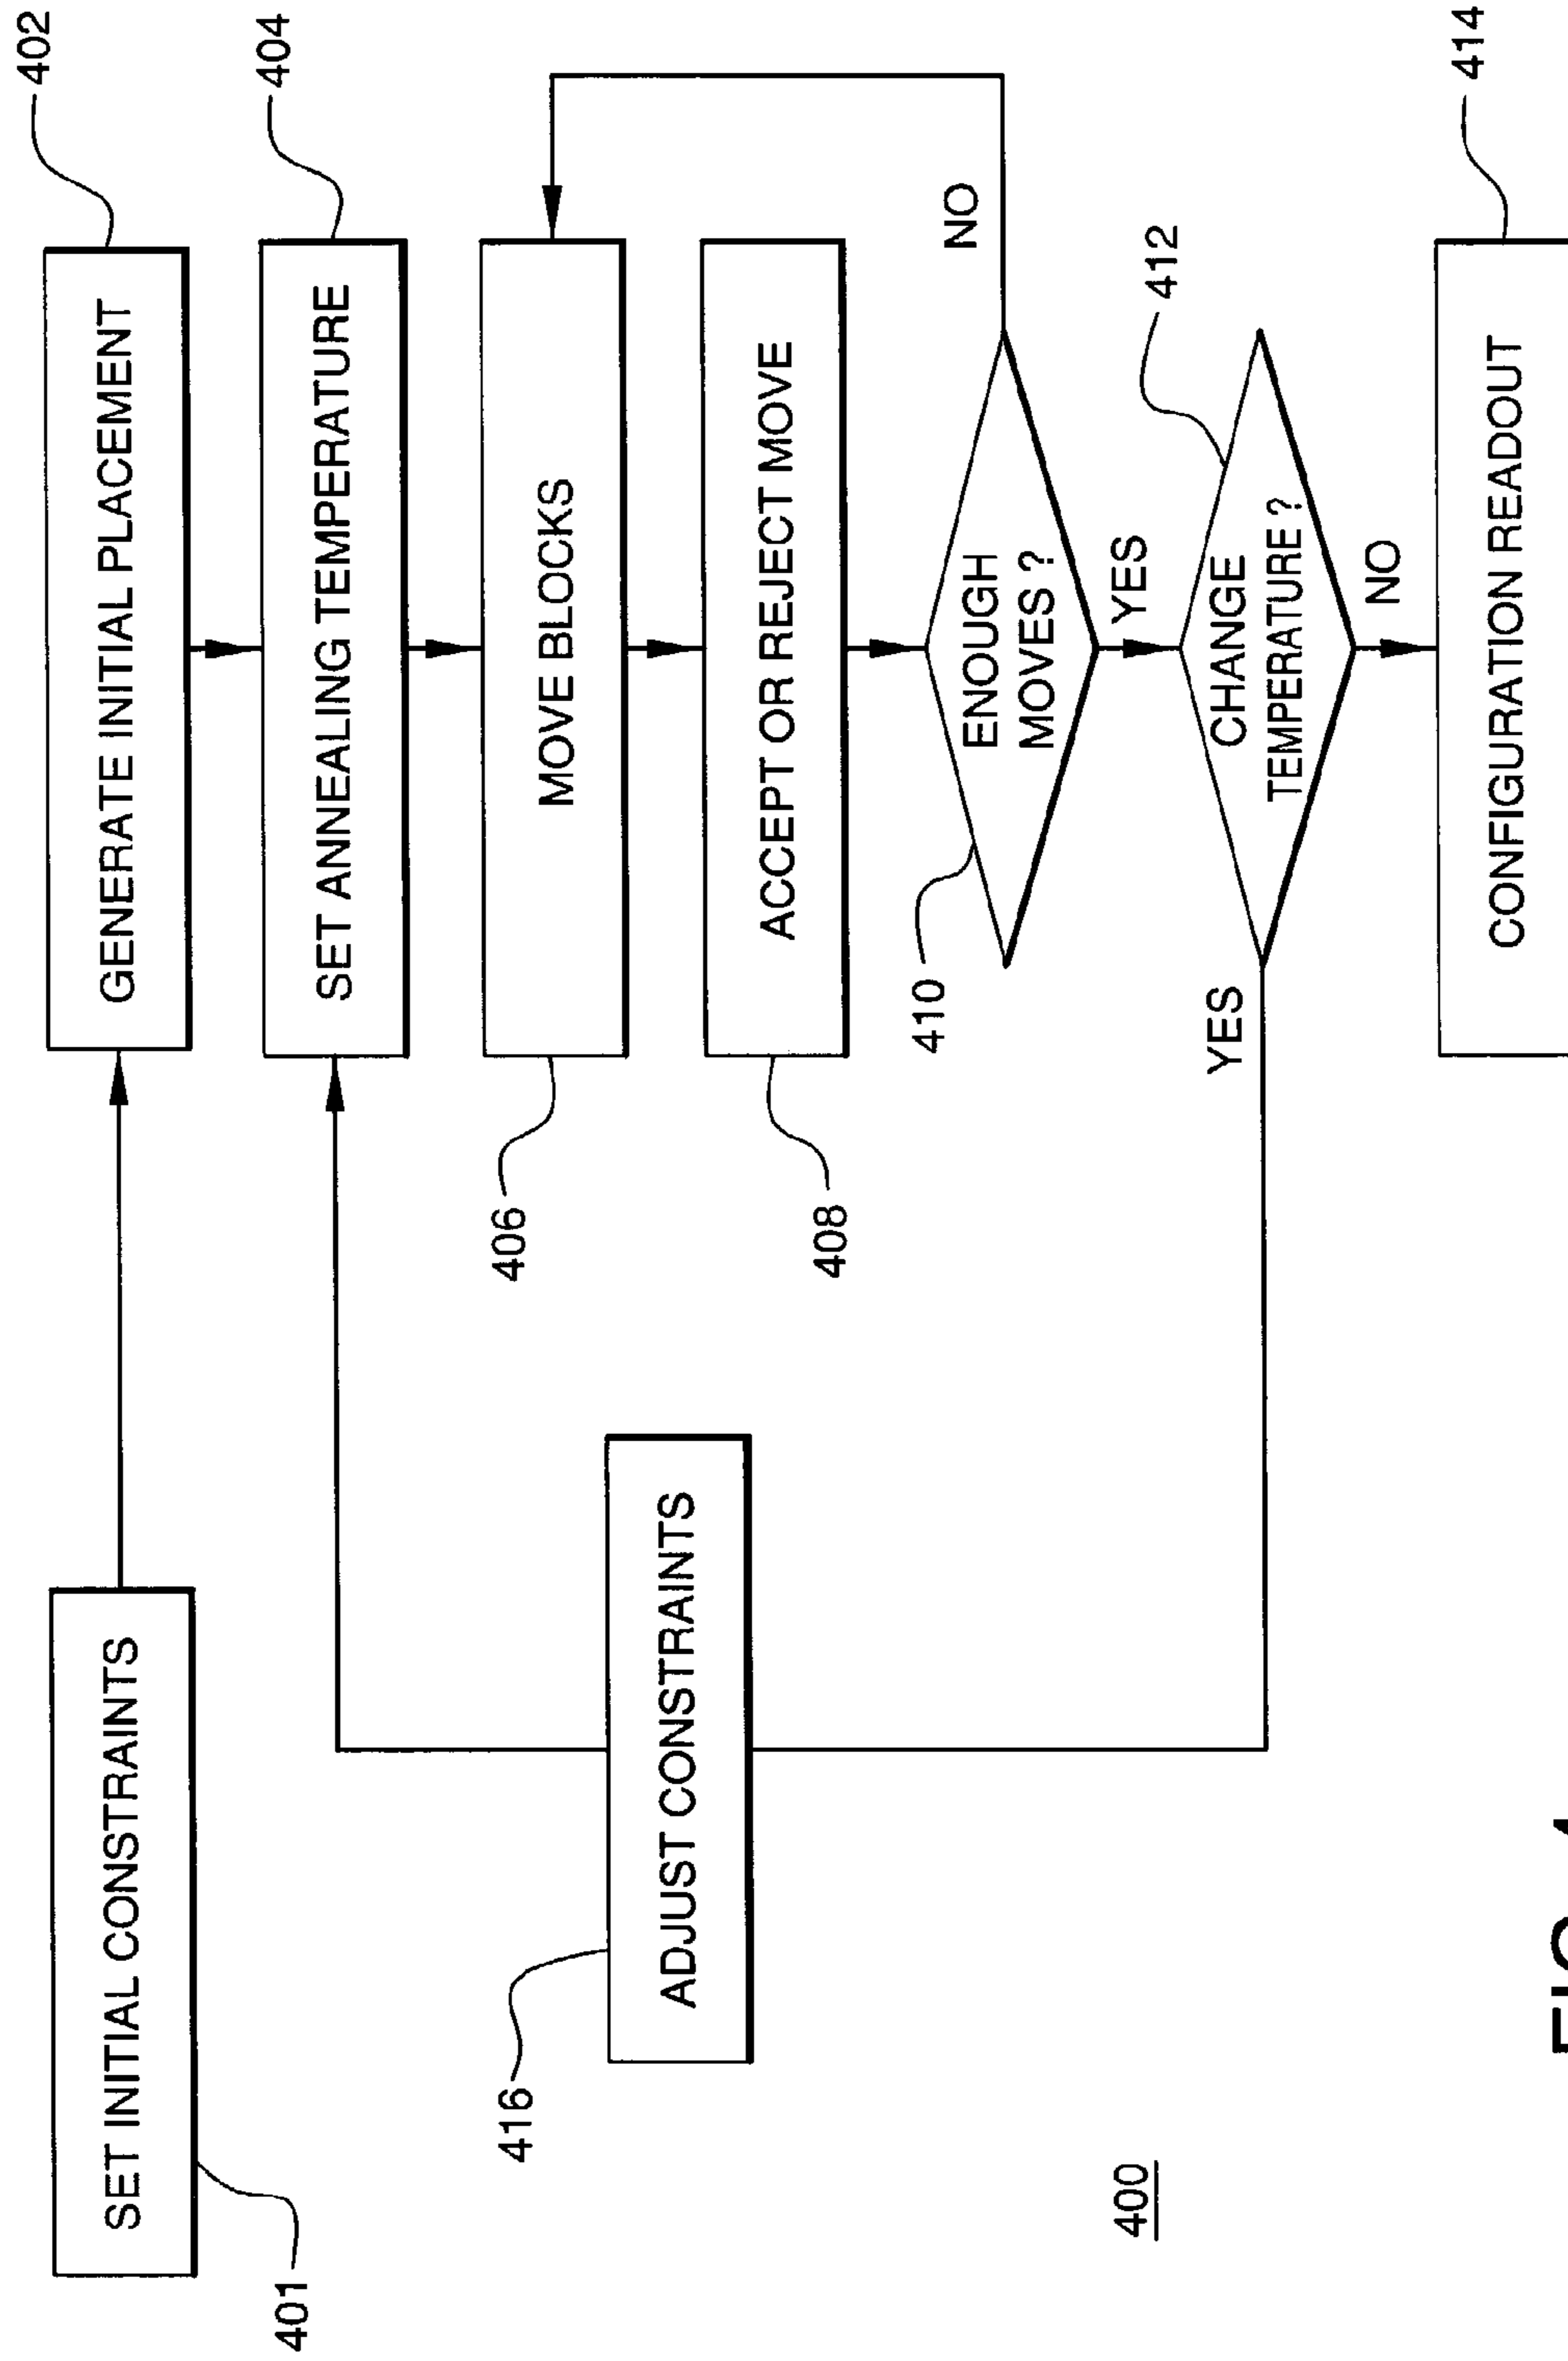 402
GENERATE INITIAL PLACEMENT
SET INITIAL CONSTRAINTS
401
404
SET ANNEALING TEMPERATURE
MOVE BLOCKS
406
ACCEPT OR REJECT MOVE
408
416
ADJUST CONSTRAINTS
410
ENOUGH
MOVES ?
NO
YES
412
CHANGE
TEMPERATURE ?
YES
NO
400
414
CONFIGURATION READOUT